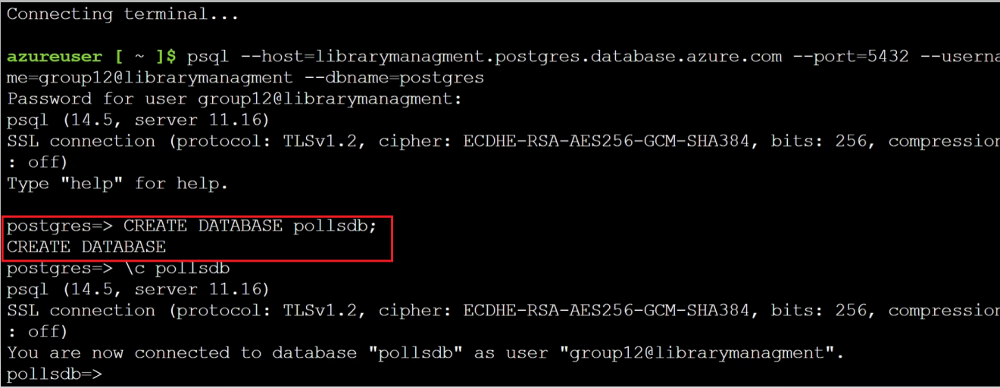 Connecting terminal...
azureuser [ ~ ]$ psql --host=librarymanagment.postgres.database.azure.com --port=5432 --userna
me=group12@librarymanagment --dbname=postgres
Password for user group12@librarymanagment:
psql (14.5, server 11.16)
SSL connection (protocol: TLSv1.2, cipher: ECDHE-RSA-AES256-GCM-SHA384, bits: 256, compression
: off)
Type "help" for help.
postgres=> CREATE DATABASE pollsdb;
CREATE DATABASE
postgres=> \c pollsdb
psql (14.5, server 11.16)
SSL connection (protocol: TLSv1.2, cipher: ECDHE-RSA-AES256-GCM-SHA384, bits: 256, compression
: off)
You are now connected to database "pollsdb" as user "group12@librarymanagment".
pollsdb=>